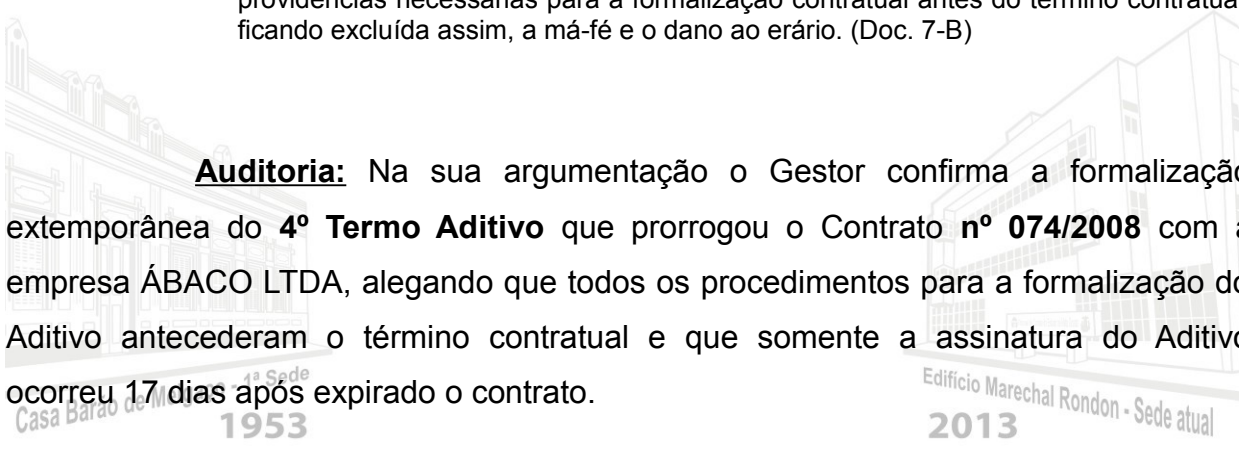 providências necessárias para a formalização contratual antes do término contratual
ficando excluída assim, a má-fé e o dano ao erário. (Doc. 7-B)
Auditoria: Na sua argumentação o Gestor confirma a formalização
extemporânea do 4º Termo Aditivo que prorrogou o Contrato nº 074/2008 com a
empresa ÁBACO LTDA, alegando que todos os procedimentos para a formalização do
Aditivo antecederam o término contratual e que somente a assinatura do Aditivo
ocorreu 17 dias após expirado o contrato.
Casa Barão de Melgaço - 1ª Sede
1953
Edifício Marechal Rondon - Sede atual
2013